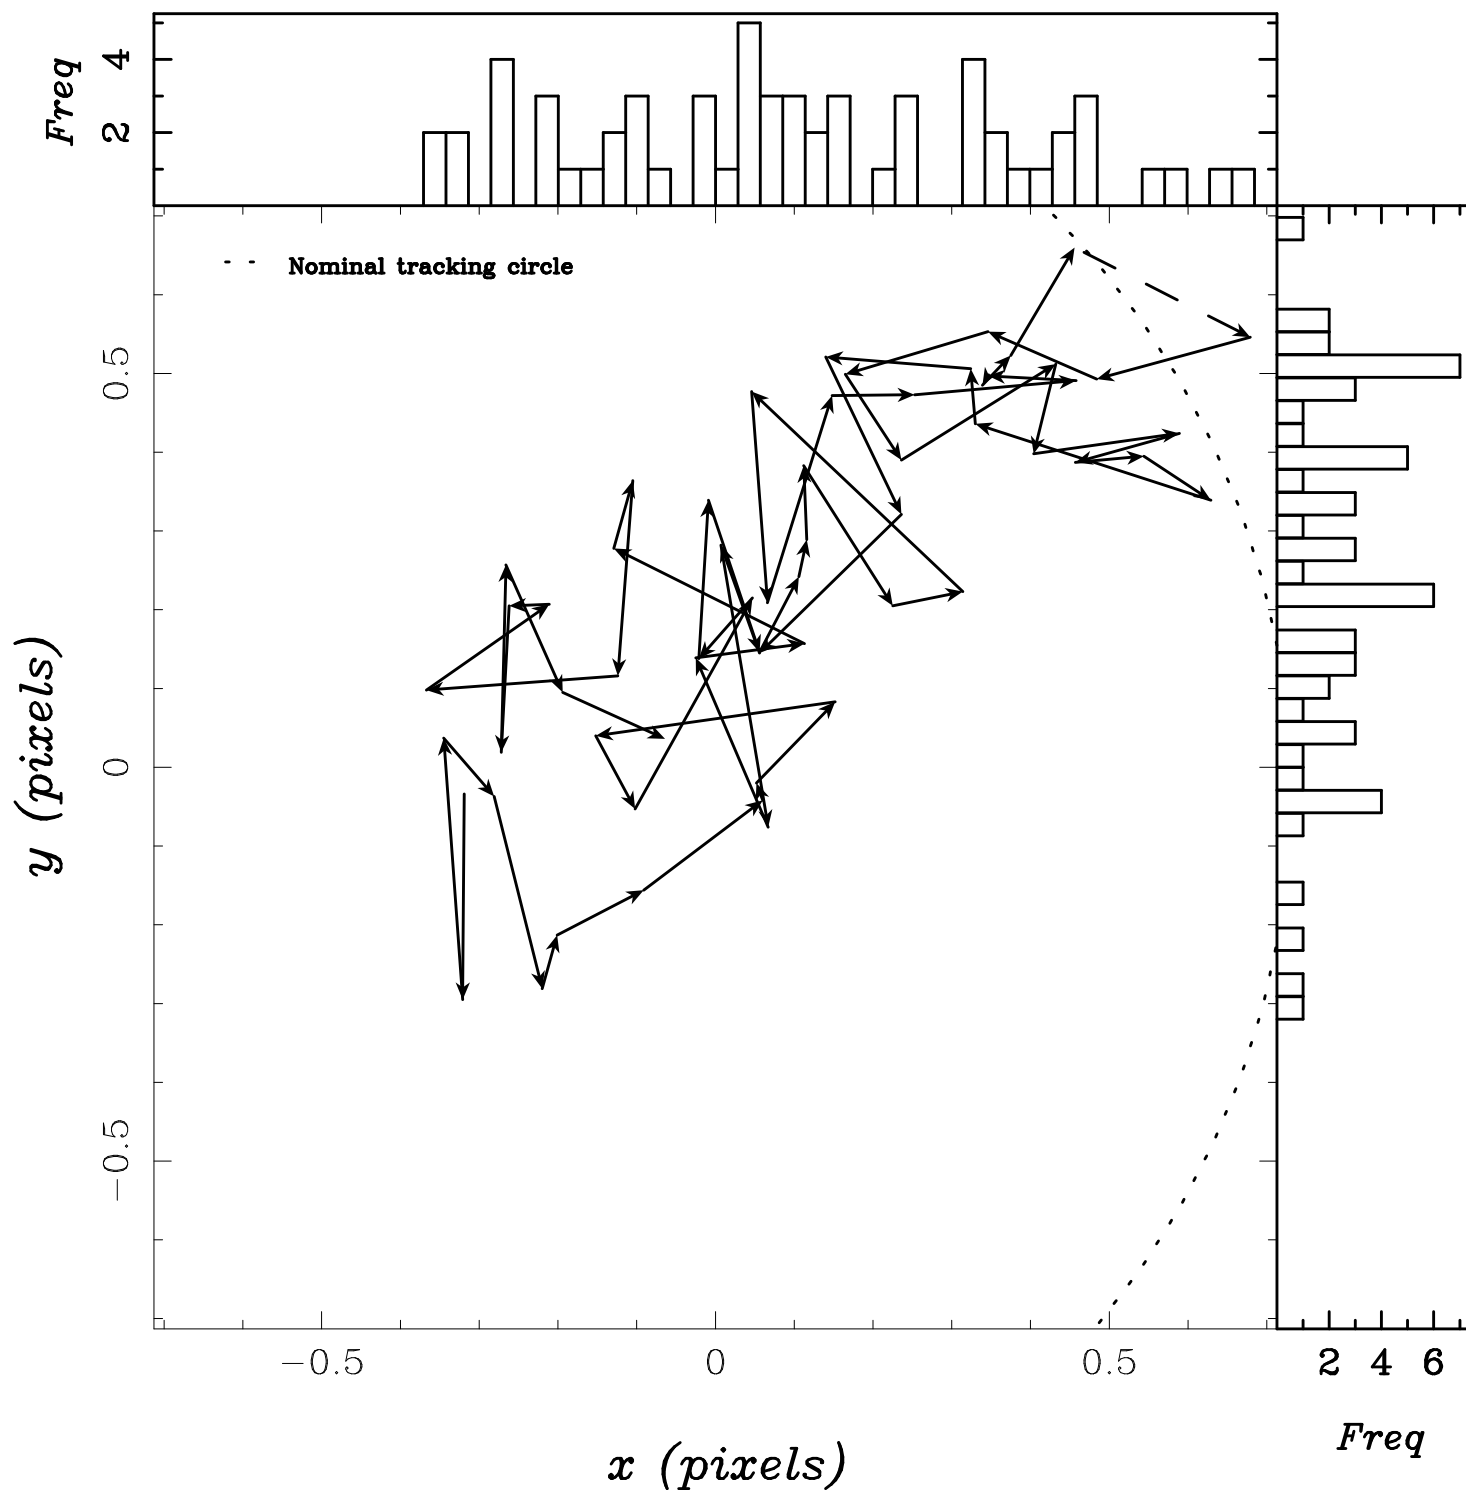 Freq
4
2
Nominal tracking circle
2 4 6
Freq
y (pixels)
0.5
0
−0.5
−0.5 0 0.5
x (pixels)